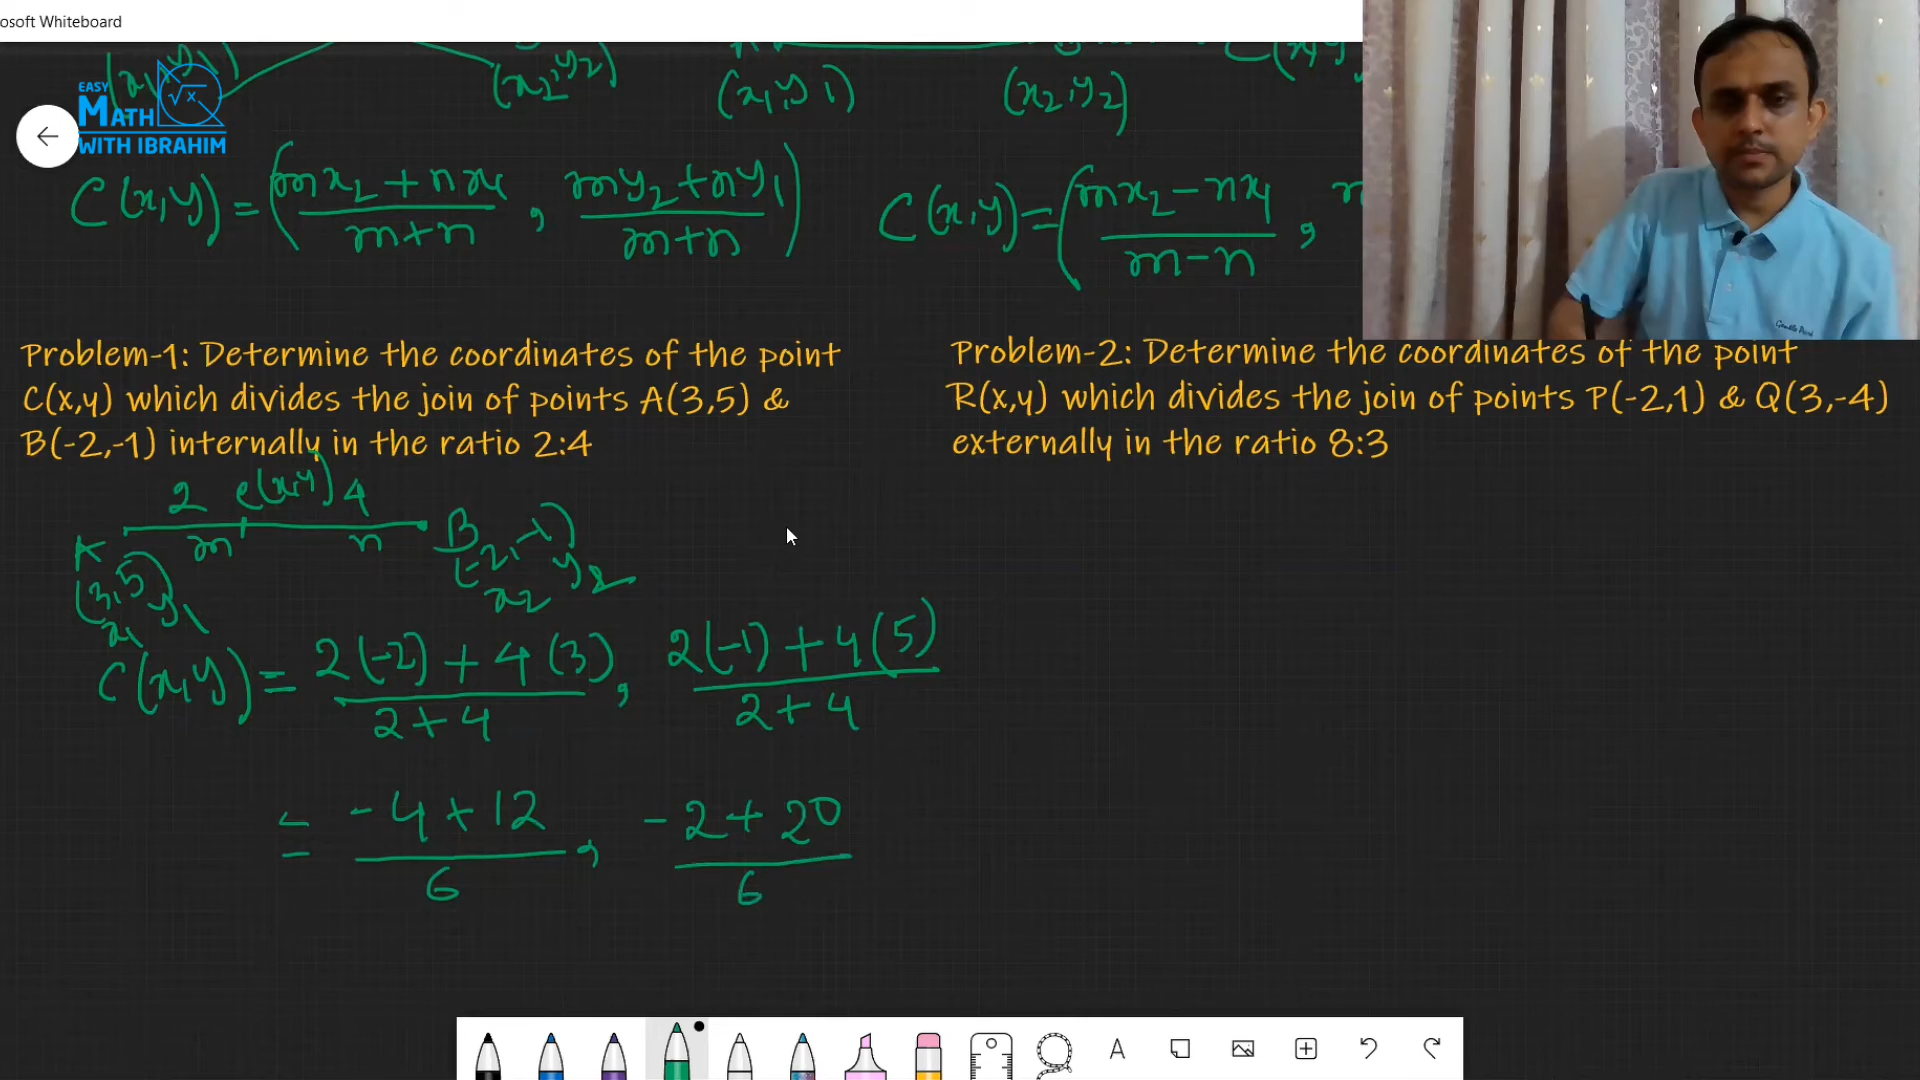 osoft Whiteboard
(x₁, y₁)
(x₂, y₂)
(x₁, y₁)
(x₂, y₂)
EASY
MATH
√x
WITH IBRAHIM
C(x,y) = (mx₂ + nx₁ / m+n , my₂ + ny₁ / m+n)
C(x,y) = (mx₂ - nx₁ / m-n ,
Problem-1: Determine the coordinates of the point
C(x,y) which divides the join of points A(3,5) &
B(-2,-1) internally in the ratio 2:4
Problem-2: Determine the coordinates of the point
R(x,y) which divides the join of points P(-2,1) & Q(3,-4)
externally in the ratio 8:3
2 C(x,y) 4
A m n B
(3,5) (-2,-1)
x₁ y₁ x₂ y₂
C(x,y) = 2(-2) + 4(3) / 2+4 , 2(-1) + 4(5) / 2+4
= -4+12 / 6 , -2+20 / 6
A